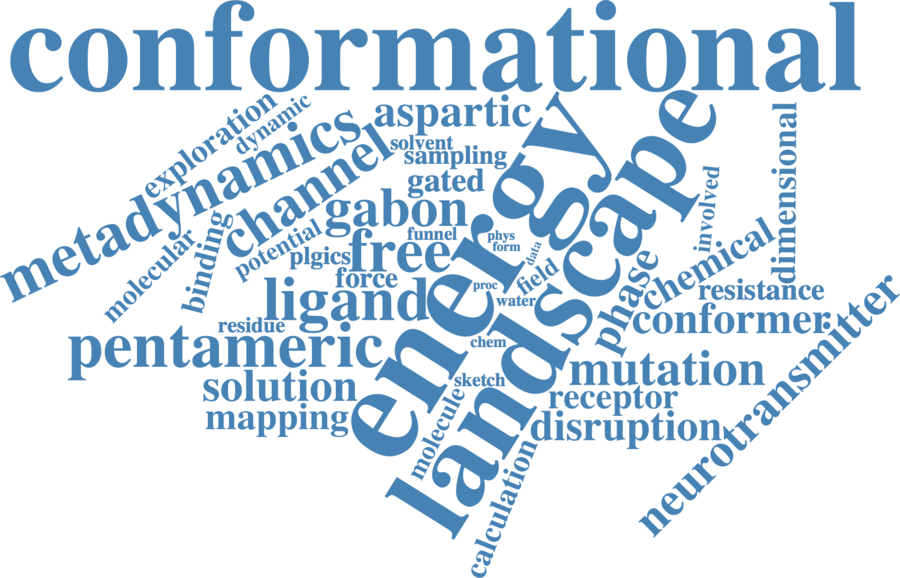 conformational
exploration
dynamic
aspartic
energy
landscape
metadynamics
channel
solvent
sampling
gated
gabon
dimensional
involved
molecular
binding
potential
plgics
free
funnel
phys
form
data
force
field
proc
water
ligand
phase
chemical
resistance
conformer
residue
chem
pentameric
neurotransmitter
solution
sketch
mutation
mapping
molecule
receptor
disruption
calculation